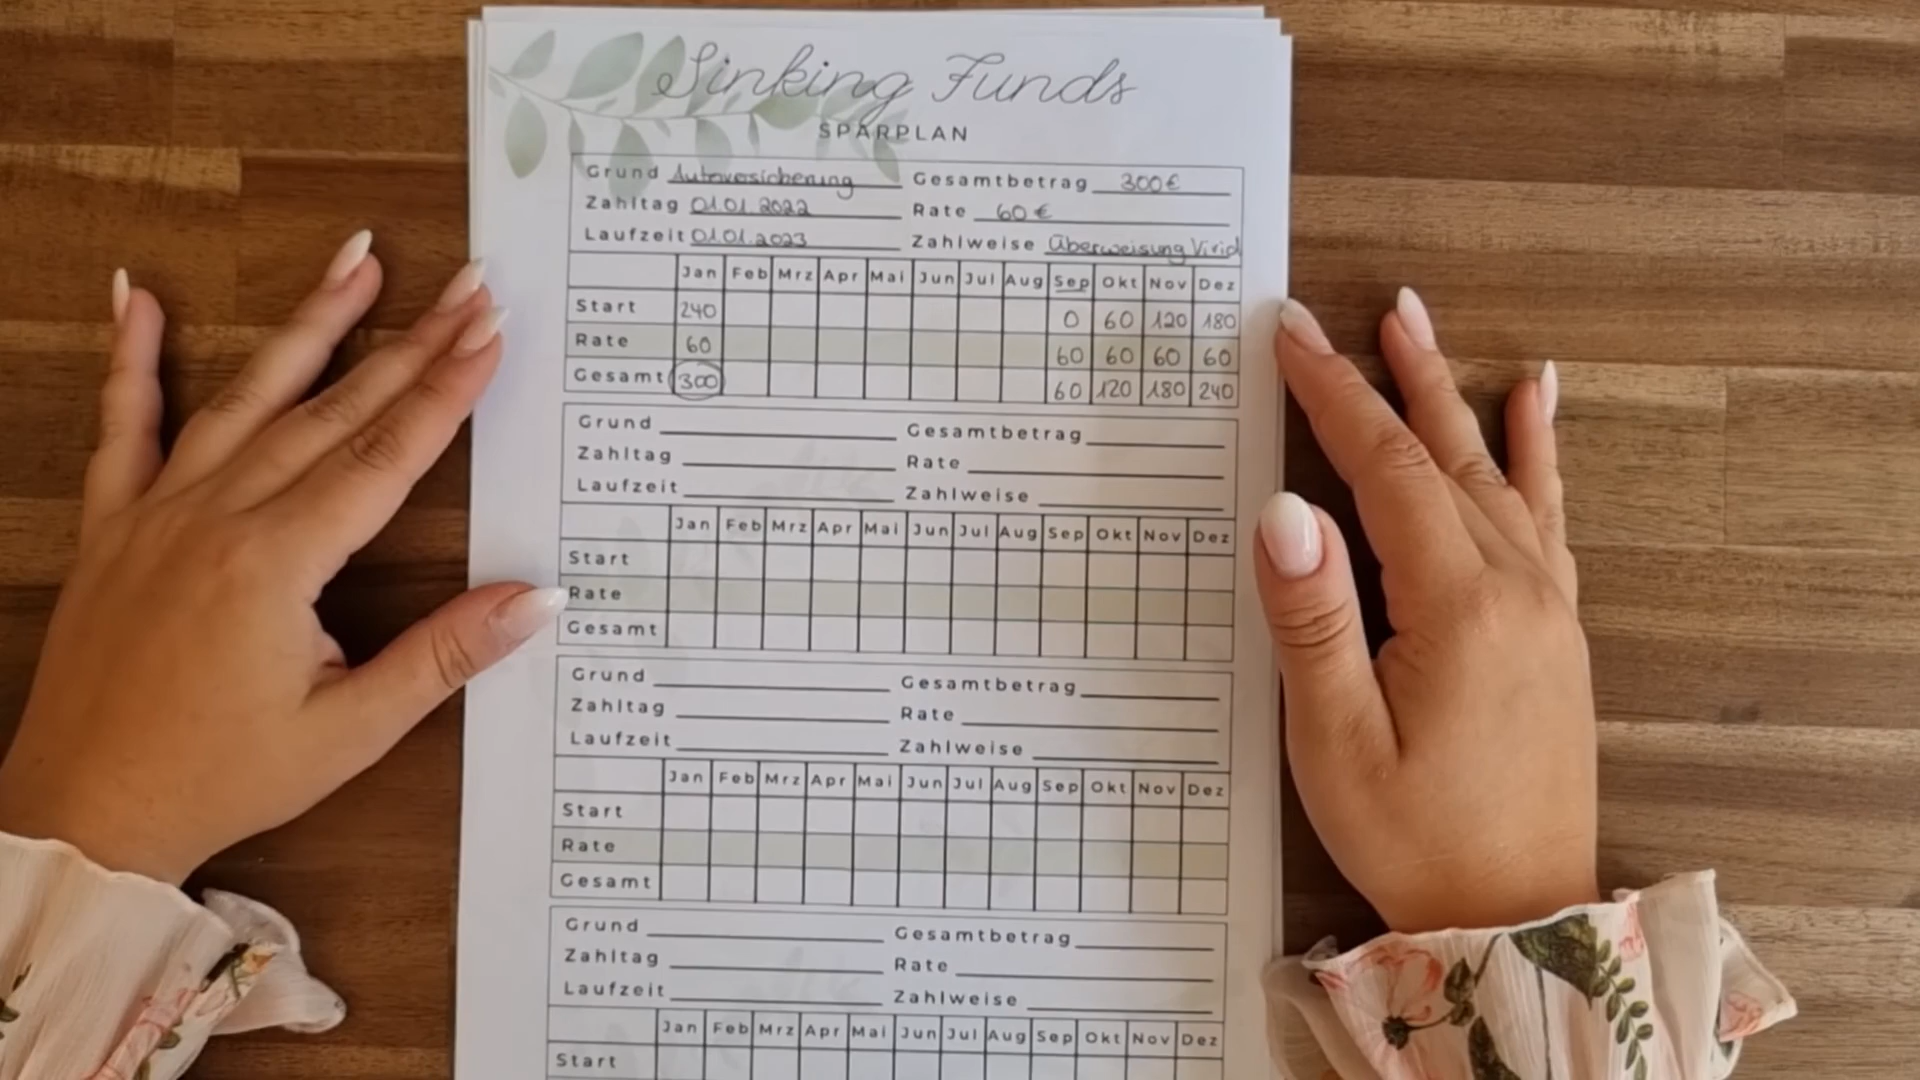 Sinking Funds
SPARPLAN
Grund Autoversicherung Gesamtbetrag 300€
Zahltag 01.01.2022 Rate 60 €
Laufzeit 01.01.2023 Zahlweise Überweisung Virid
Jan Feb Mrz Apr Mai Jun Jul Aug Sep Okt Nov Dez
Start 240 0 60 120 180
Rate 60 60 60 60 60
Gesamt 300 60 120 180 240
Grund Gesamtbetrag
Zahltag Rate
Laufzeit Zahlweise
Jan Feb Mrz Apr Mai Jun Jul Aug Sep Okt Nov Dez
Start
Rate
Gesamt
Grund Gesamtbetrag
Zahltag Rate
Laufzeit Zahlweise
Jan Feb Mrz Apr Mai Jun Jul Aug Sep Okt Nov Dez
Start
Rate
Gesamt
Grund Gesamtbetrag
Zahltag Rate
Laufzeit Zahlweise
Jan Feb Mrz Apr Mai Jun Jul Aug Sep Okt Nov Dez
Start